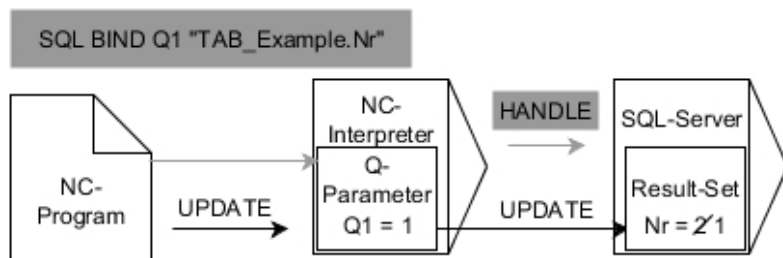 SQL BIND Q1 "TAB_Example.Nr"
NC-
Program
UPDATE
NC-
Interpreter
Q-
Parameter
Q1 = 1
HANDLE
UPDATE
SQL-Server
Result-Set
Nr = 2 1